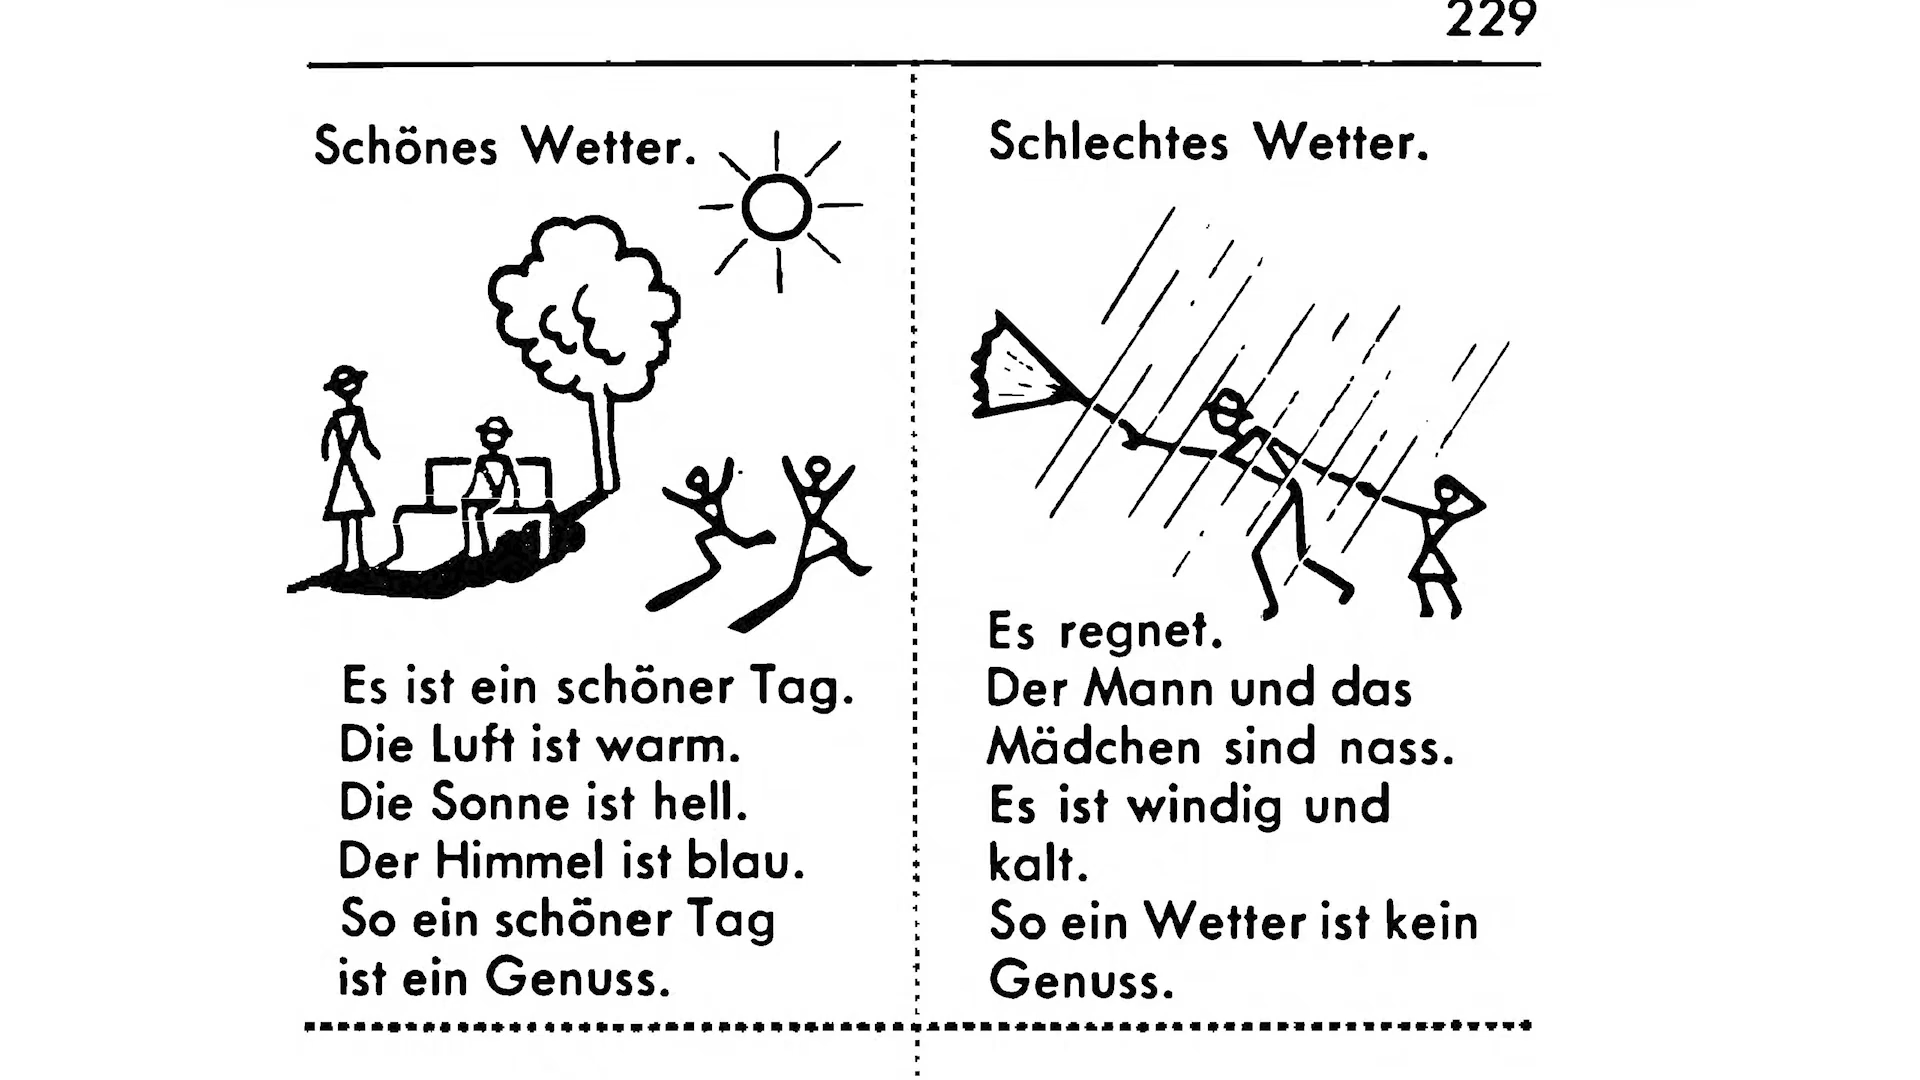 229
Schönes Wetter.
Es ist ein schöner Tag.
Die Luft ist warm.
Die Sonne ist hell.
Der Himmel ist blau.
So ein schöner Tag
ist ein Genuss.
Schlechtes Wetter.
Es regnet.
Der Mann und das
Mädchen sind nass.
Es ist windig und
kalt.
So ein Wetter ist kein
Genuss.